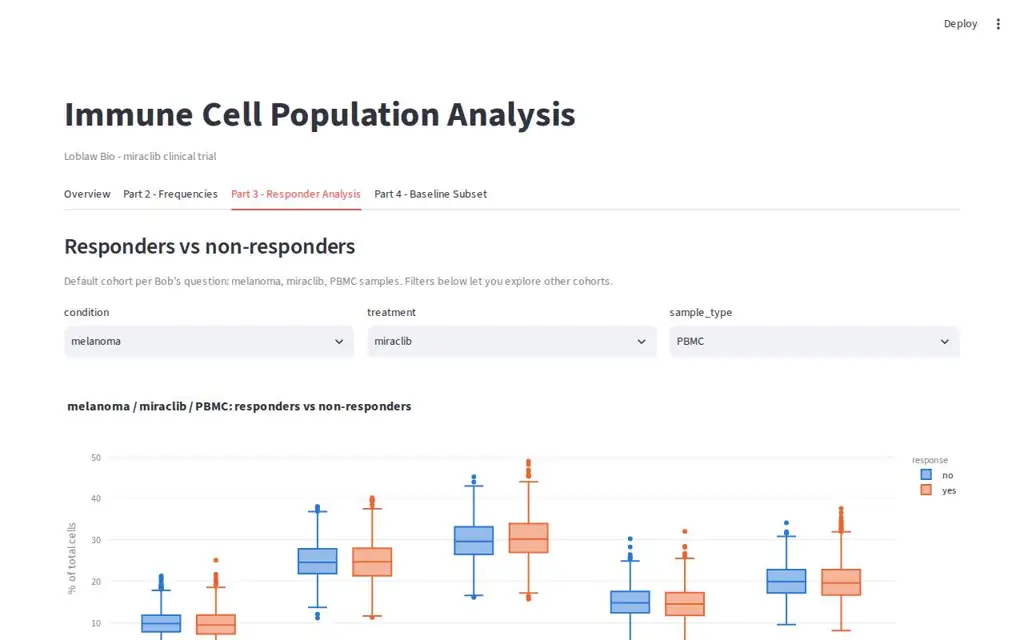 Deploy
Immune Cell Population Analysis
Loblaw Bio - miraclib clinical trial
Overview Part 2 - Frequencies Part 3 - Responder Analysis Part 4 - Baseline Subset
Responders vs non-responders
Default cohort per Bob's question: melanoma, miraclib, PBMC samples. Filters below let you explore other cohorts.
condition treatment sample_type
melanoma miraclib PBMC
melanoma / miraclib / PBMC: responders vs non-responders
50
40
30
20
10
% of total cells
response
no
yes